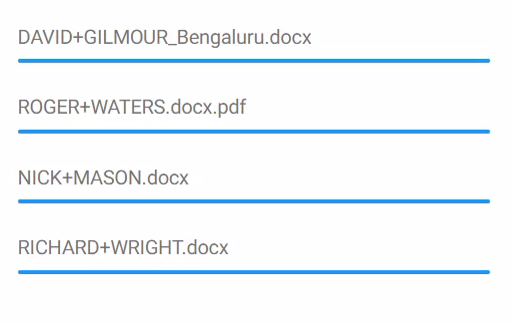 DAVID+GILMOUR_Bengaluru.docx
ROGER+WATERS.docx.pdf
NICK+MASON.docx
RICHARD+WRIGHT.docx